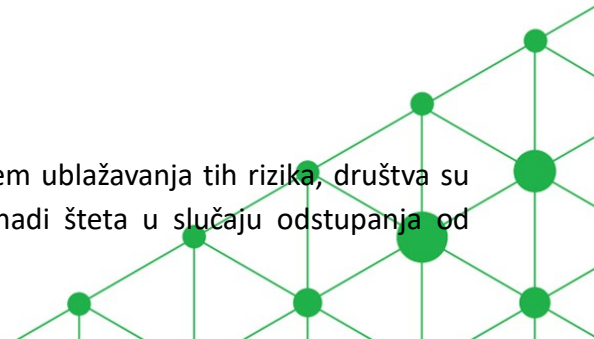 em ublažavanja tih rizika, društva su
nadi šteta u slučaju odstupanja od